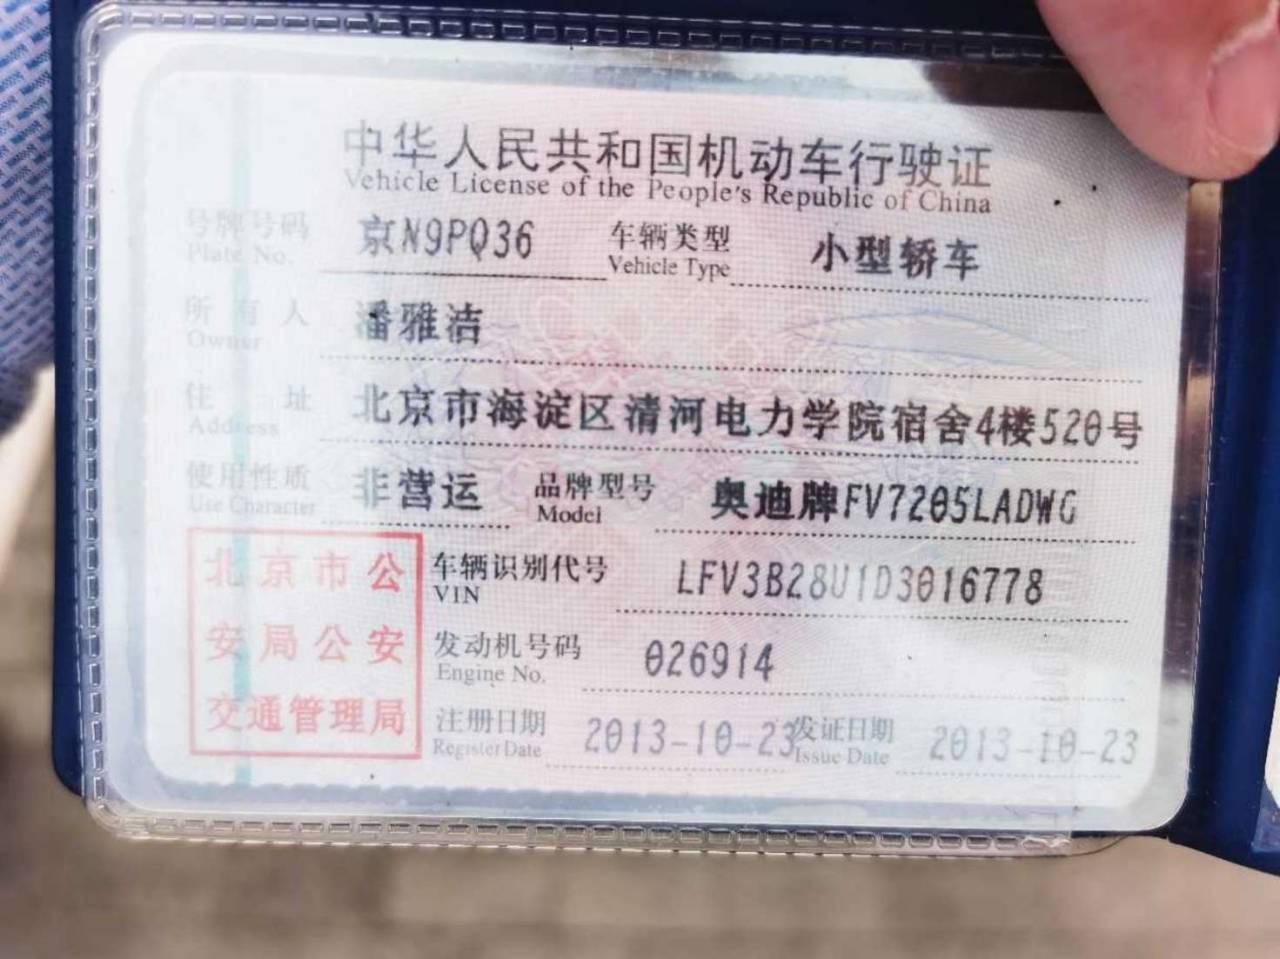 中华人民共和国机动车行驶证
Vehicle License of the People's Republic of China
号牌号码 京N9PQ36 车辆类型 小型轿车
Plate No. Vehicle Type
所有人 潘雅洁
Owner
住址 北京市海淀区清河电力学院宿舍4楼520号
Address
使用性质 非营运 品牌型号 奥迪牌FV7205LADWG
Use Character Model
北京市公安局公安交通管理局
车辆识别代号 LFV3B28U1D3016778
VIN
发动机号码 026914
Engine No.
注册日期 2013-10-23 发证日期 2013-10-23
Register Date Issue Date